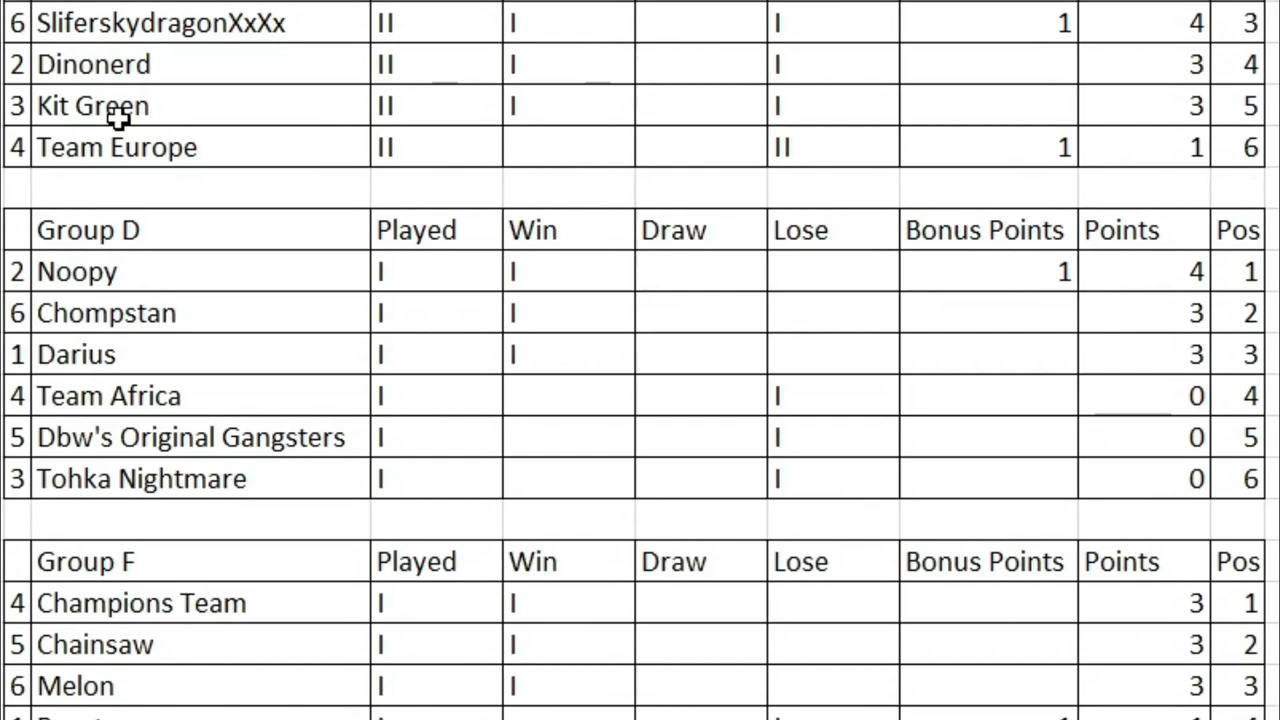 6 SliferskydragonXxXx II I I 1 4 3
2 Dinonerd II I I 3 4
3 Kit Green II I I 3 5
4 Team Europe II II 1 1 6
Group D Played Win Draw Lose Bonus Points Points Pos
2 Noopy I I 1 4 1
6 Chompstan I I 3 2
1 Darius I I 3 3
4 Team Africa I I 0 4
5 Dbw's Original Gangsters I I 0 5
3 Tohka Nightmare I I 0 6
Group F Played Win Draw Lose Bonus Points Points Pos
4 Champions Team I I 3 1
5 Chainsaw I I 3 2
6 Melon I I 3 3